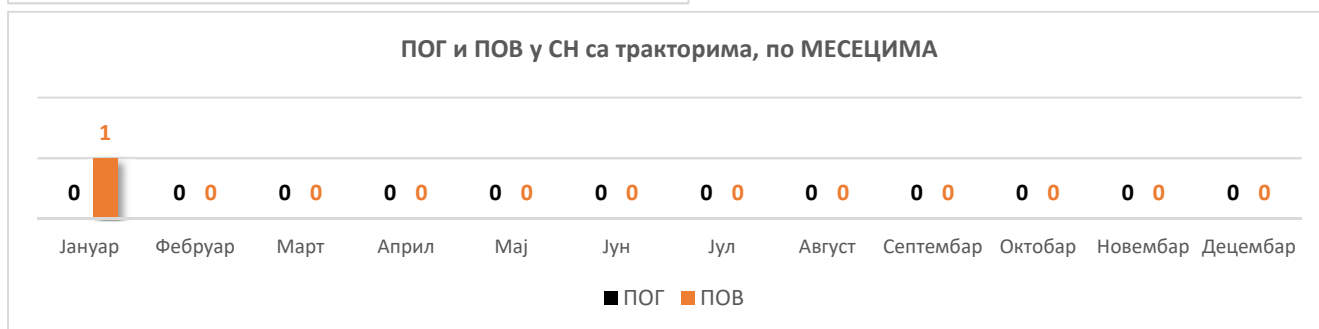 ПОГ и ПОВ у СН са тракторима, по МЕСЕЦИМА
1
0 0 0 0 0 0 0 0 0 0 0 0 0 0 0 0 0 0 0 0 0 0 0
Јануар Фебруар Март Април Мај Јун Јул Август Септембар Октобар Новембар Децембар
ПОГ ПОВ